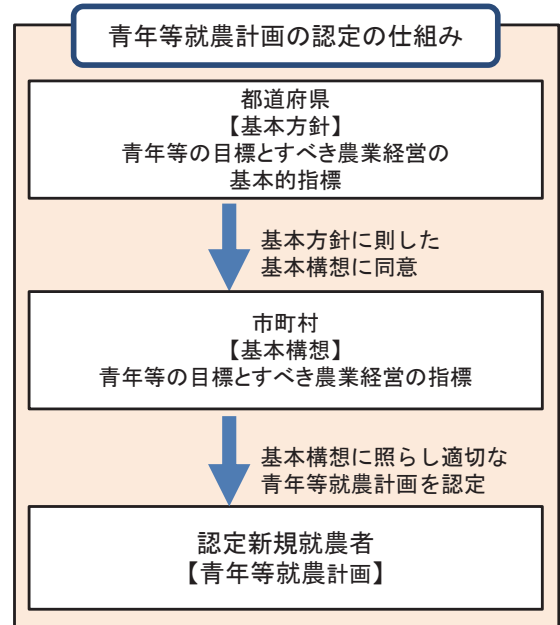 青年等就農計画の認定の仕組み
都道府県
【基本方針】
青年等の目標とすべき農業経営の
基本的指標
基本方針に則した
基本構想に同意
市町村
【基本構想】
青年等の目標とすべき農業経営の指標
基本構想に照らし適切な
青年等就農計画を認定
認定新規就農者
【青年等就農計画】